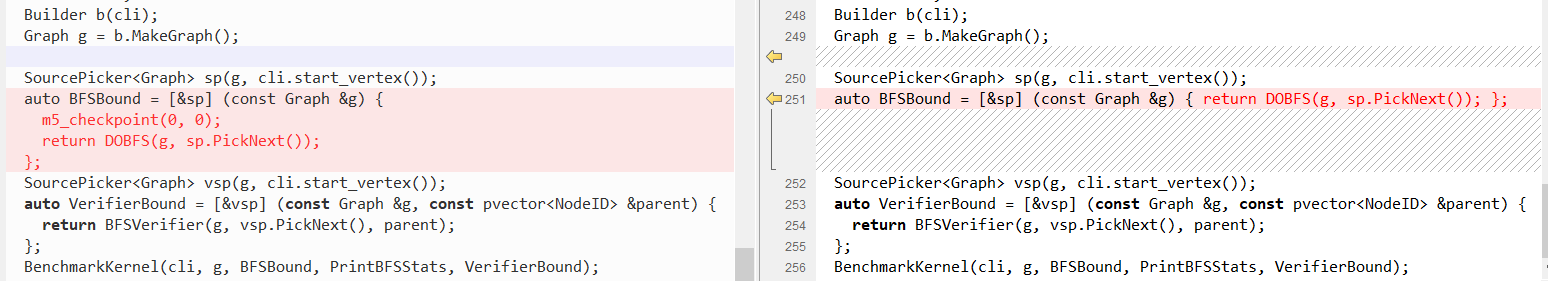 Builder b(cli);
Graph g = b.MakeGraph();
SourcePicker<Graph> sp(g, cli.start_vertex());
auto BFSBound = [&sp] (const Graph &g) {
m5_checkpoint(0, 0);
return DOBFS(g, sp.PickNext());
};
SourcePicker<Graph> vsp(g, cli.start_vertex());
auto VerifierBound = [&vsp] (const Graph &g, const pvector<NodeID> &parent) {
return BFSVerifier(g, vsp.PickNext(), parent);
};
BenchmarkKernel(cli, g, BFSBound, PrintBFSStats, VerifierBound);
248 Builder b(cli);
249 Graph g = b.MakeGraph();
250 SourcePicker<Graph> sp(g, cli.start_vertex());
251 auto BFSBound = [&sp] (const Graph &g) { return DOBFS(g, sp.PickNext()); };
252 SourcePicker<Graph> vsp(g, cli.start_vertex());
253 auto VerifierBound = [&vsp] (const Graph &g, const pvector<NodeID> &parent) {
254 return BFSVerifier(g, vsp.PickNext(), parent);
255 };
256 BenchmarkKernel(cli, g, BFSBound, PrintBFSStats, VerifierBound);